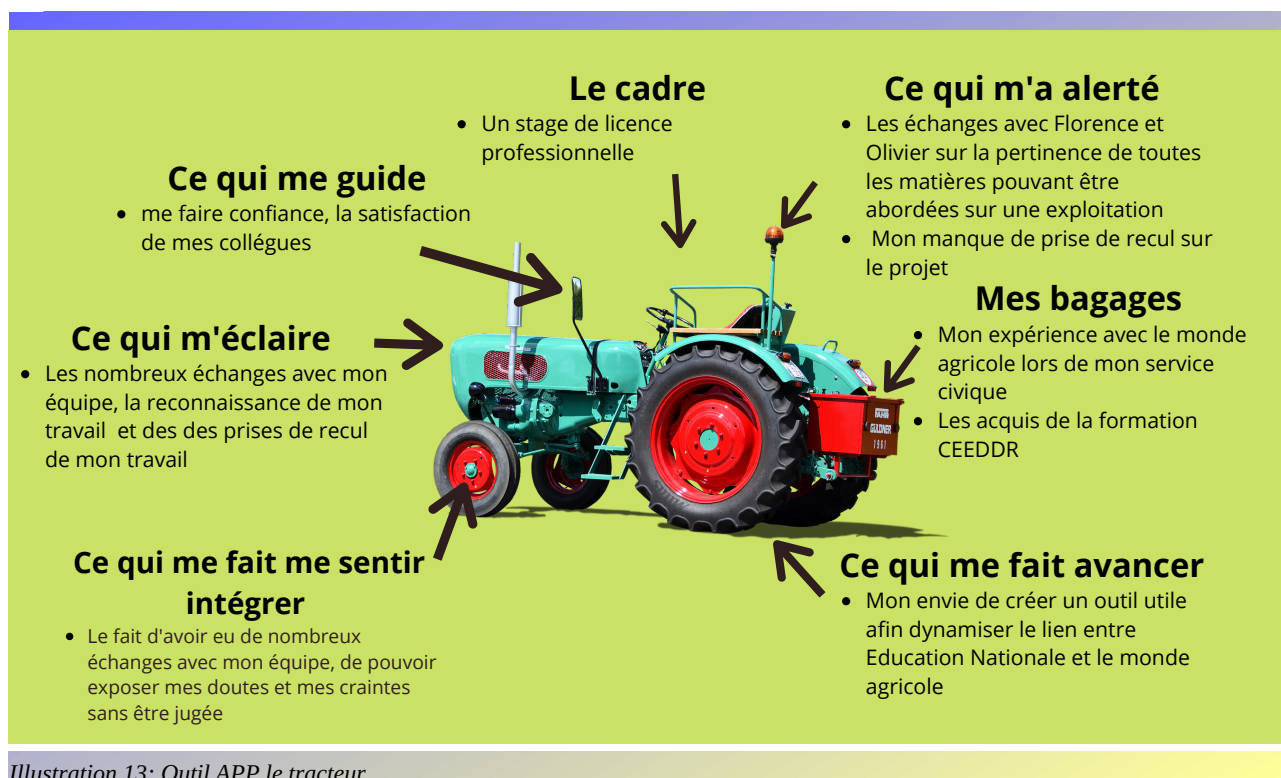 Le cadre
Un stage de licence
professionnelle
Ce qui m'a alerté
Les échanges avec Florence et
Olivier sur la pertinence de toutes
les matières pouvant être
abordées sur une exploitation
Mon manque de prise de recul sur
le projet
Ce qui me guide
me faire confiance, la satisfaction
de mes collégues
Mes bagages
Mon expérience avec le monde
agricole lors de mon service
civique
Les acquis de la formation
CEEDDR
Ce qui m'éclaire
Les nombreux échanges avec mon
équipe, la reconnaissance de mon
travail et des des prises de recul
de mon travail
GÜLDNER
1961
Ce qui me fait me sentir
intégrer
Le fait d'avoir eu de nombreux
échanges avec mon équipe, de pouvoir
exposer mes doutes et mes craintes
sans être jugée
Ce qui me fait avancer
Mon envie de créer un outil utile
afin dynamiser le lien entre
Education Nationale et le monde
agricole
Illustration 13: Outil APP le tracteur